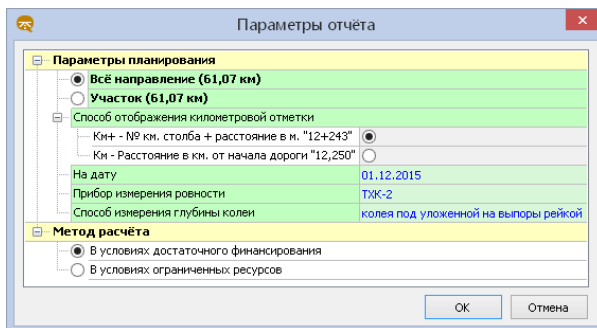 Параметры отчёта
Параметры планирования
Всё направление (61,07 км)
Участок (61,07 км)
Способ отображения километровой отметки
Км+ - № км. столба + расстояние в м. "12+243"
Км - Расстояние в км. от начала дороги "12,250"
На дату 01.12.2015
Прибор измерения ровности ТХК-2
Способ измерения глубины колеи колея под уложенной на выпоры рейкой
Метод расчёта
В условиях достаточного финансирования
В условиях ограниченных ресурсов
ОК Отмена